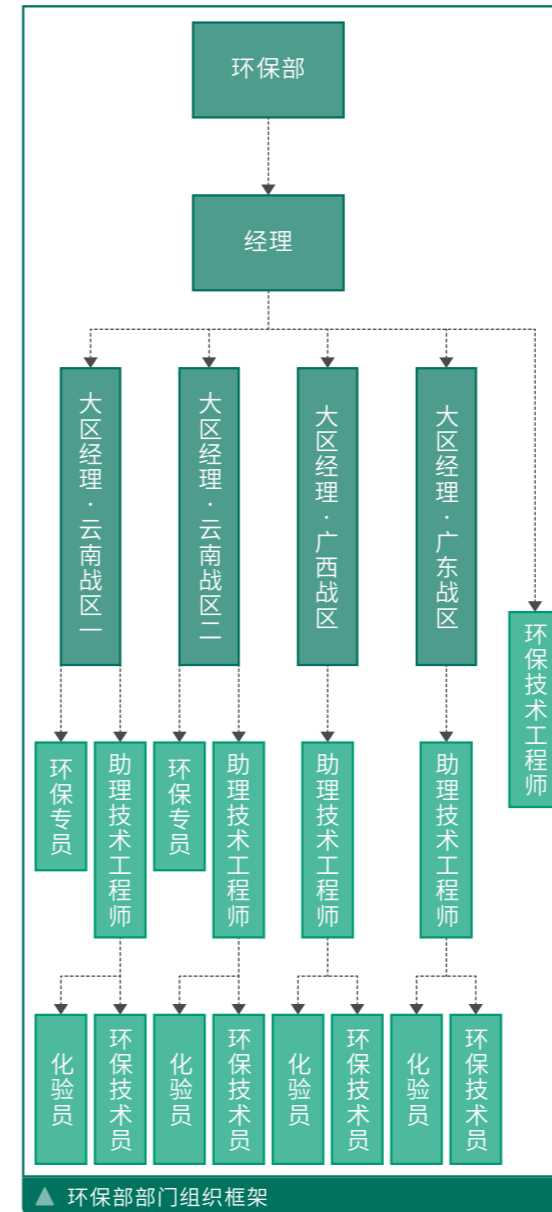 环保部
经理
大区经理·云南战区一
大区经理·云南战区二
大区经理·广西战区
大区经理·广东战区
环保技术工程师
环保专员
助理技术工程师
环保专员
助理技术工程师
助理技术工程师
助理技术工程师
化验员
环保技术员
化验员
环保技术员
化验员
环保技术员
化验员
环保技术员
环保部部门组织框架